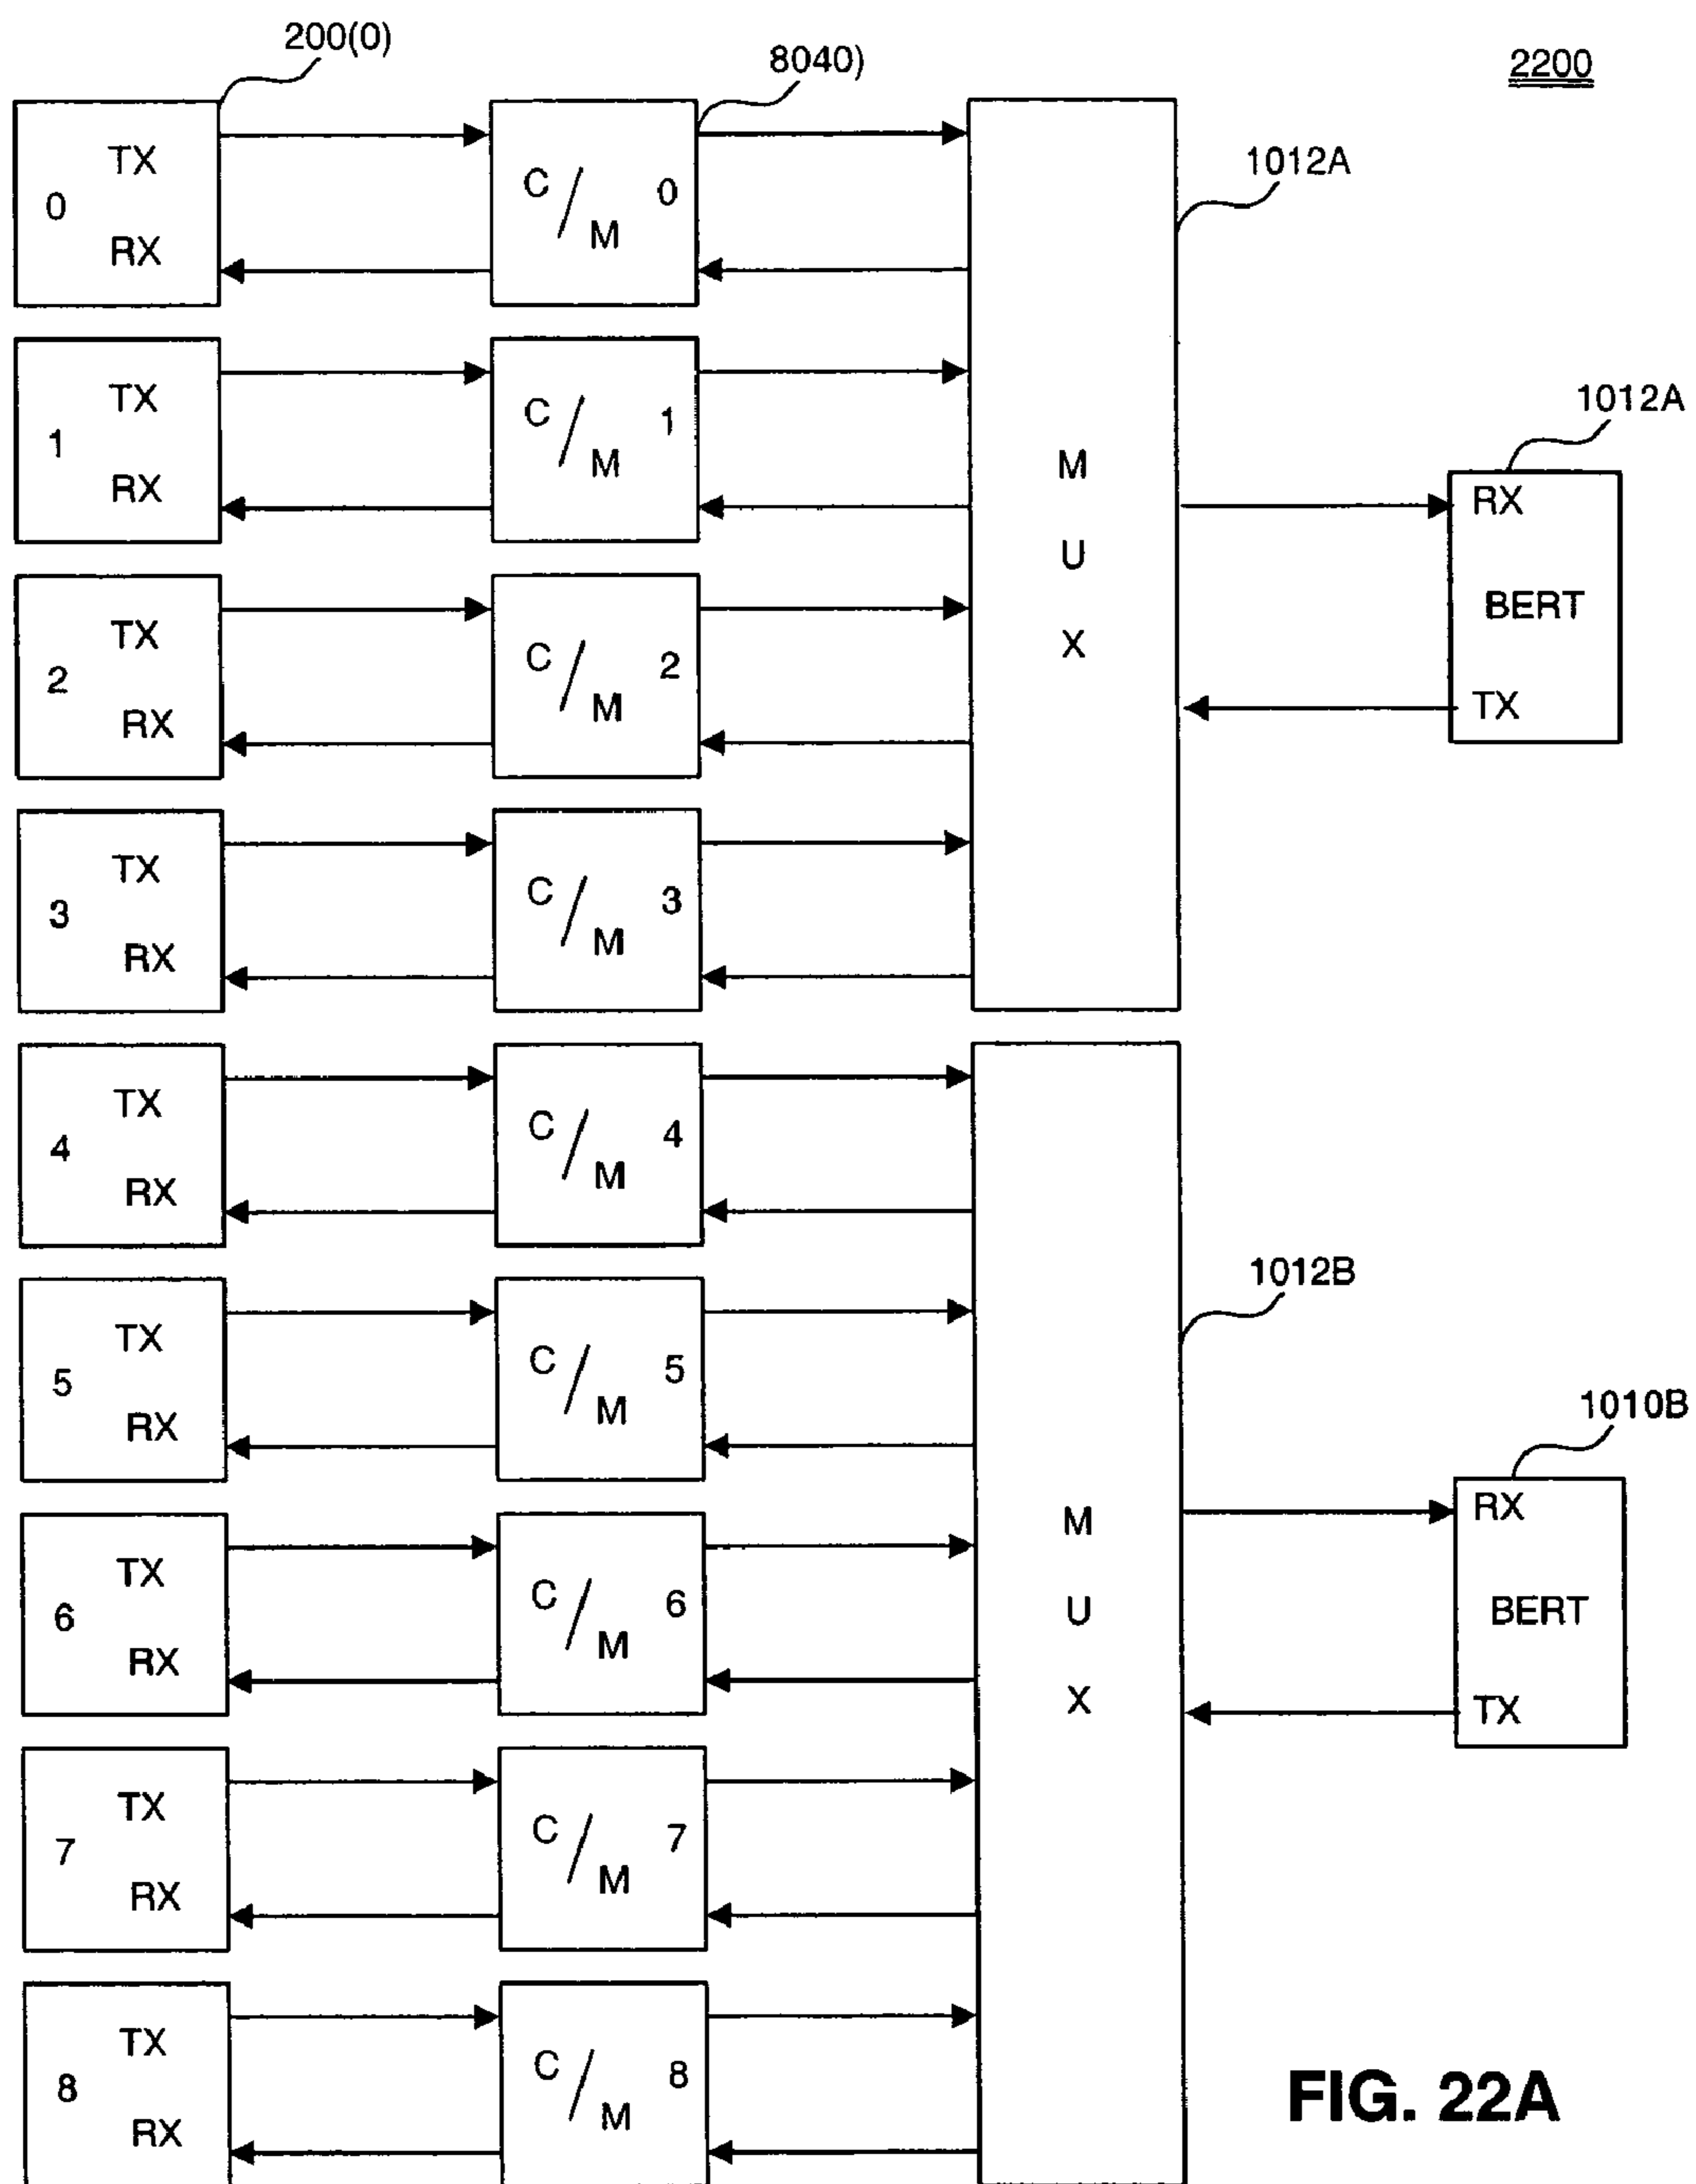 200(0)
8040)
2200
TX
0
RX
C/M 0
1012A
TX
1
RX
C/M 1
1012A
M
U
X
RX
BERT
TX
TX
2
RX
C/M 2
TX
3
RX
C/M 3
TX
4
RX
C/M 4
1012B
TX
5
RX
C/M 5
1010B
M
U
X
RX
BERT
TX
TX
6
RX
C/M 6
TX
7
RX
C/M 7
TX
8
RX
C/M 8
FIG. 22A